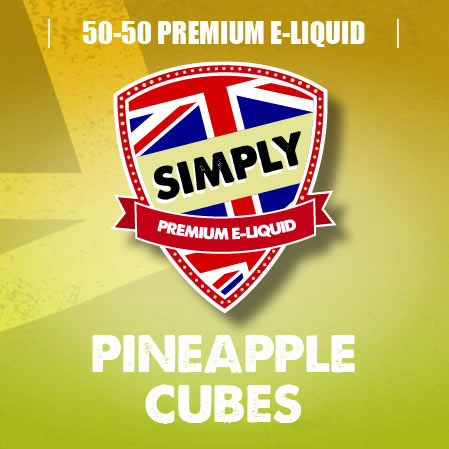 50-50 PREMIUM E-LIQUID
SIMPLY
PREMIUM E-LIQUID
PINEAPPLE
CUBES